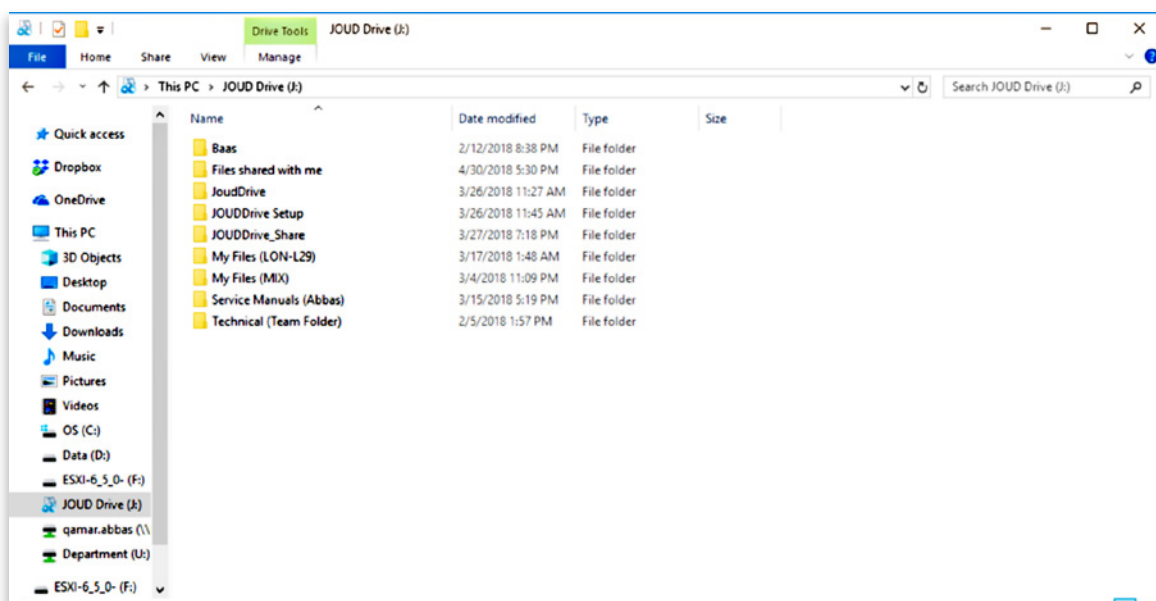 Drive Tools JOUD Drive (J:)
File Home Share View Manage
This PC › JOUD Drive (J:) Search JOUD Drive (J:)
Name Date modified Type Size
Quick access
Dropbox
OneDrive
This PC
3D Objects
Desktop
Documents
Downloads
Music
Pictures
Videos
OS (C:)
Data (D:)
ESXI-6_5_0- (F:)
JOUD Drive (J:)
qamar.abbas (\\
Department (U:)
ESXI-6_5_0- (F:)
Baas 2/12/2018 8:38 PM File folder
Files shared with me 4/30/2018 5:30 PM File folder
JoudDrive 3/26/2018 11:27 AM File folder
JOUDDrive Setup 3/26/2018 11:45 AM File folder
JOUDDrive_Share 3/27/2018 7:18 PM File folder
My Files (LON-L29) 3/17/2018 1:48 AM File folder
My Files (MIX) 3/4/2018 11:09 PM File folder
Service Manuals (Abbas) 3/15/2018 5:19 PM File folder
Technical (Team Folder) 2/5/2018 1:57 PM File folder